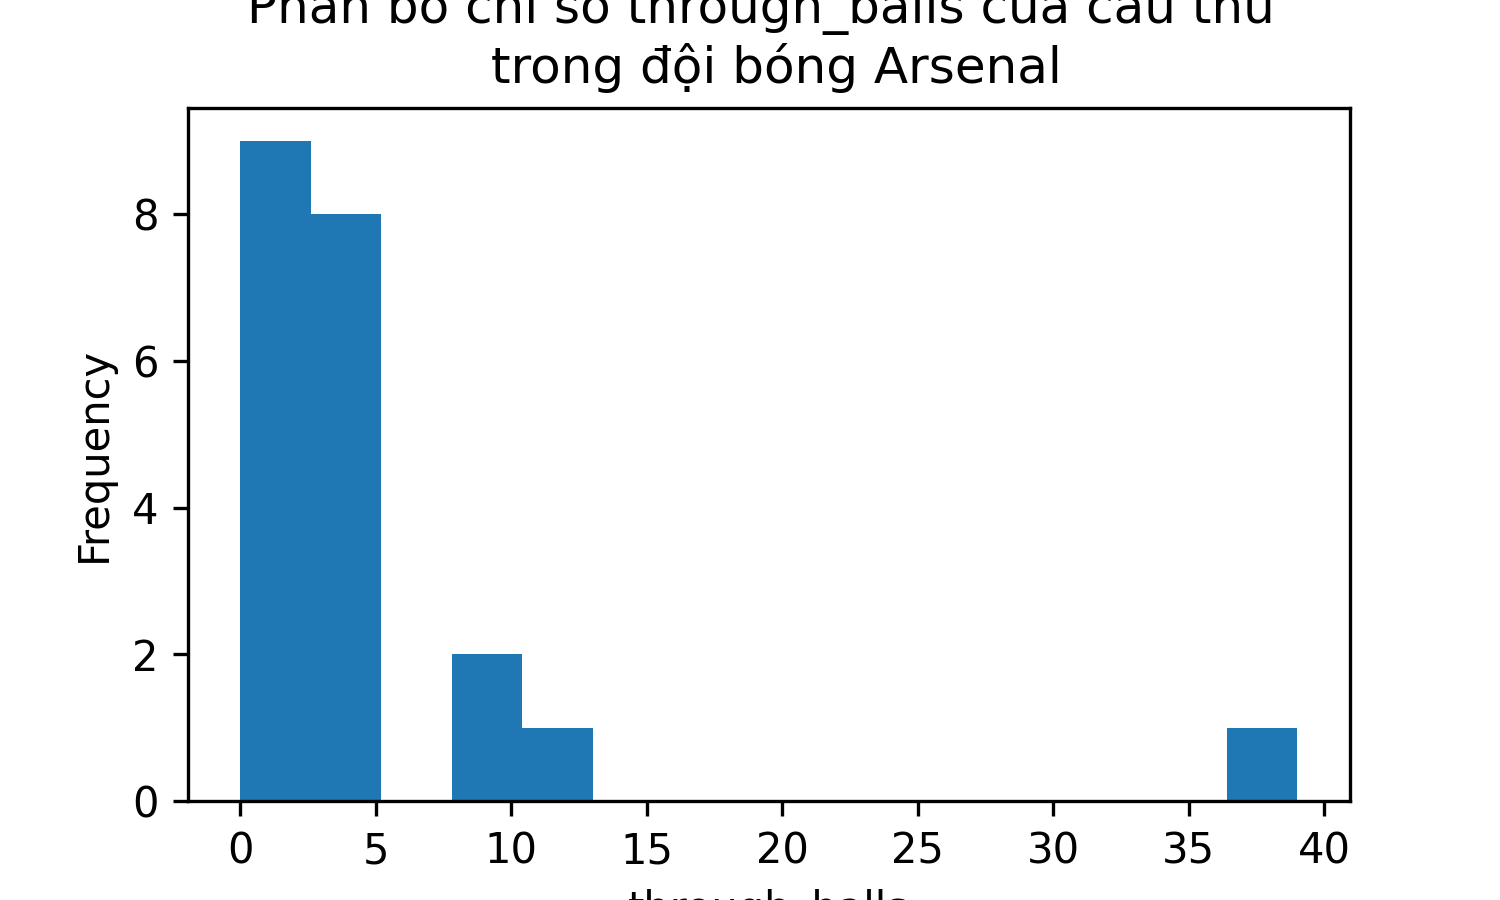 Phân bố chỉ số through_balls của cầu thủ
trong đội bóng Arsenal
Frequency
8
6
4
2
0
0 5 10 15 20 25 30 35 40
through_balls